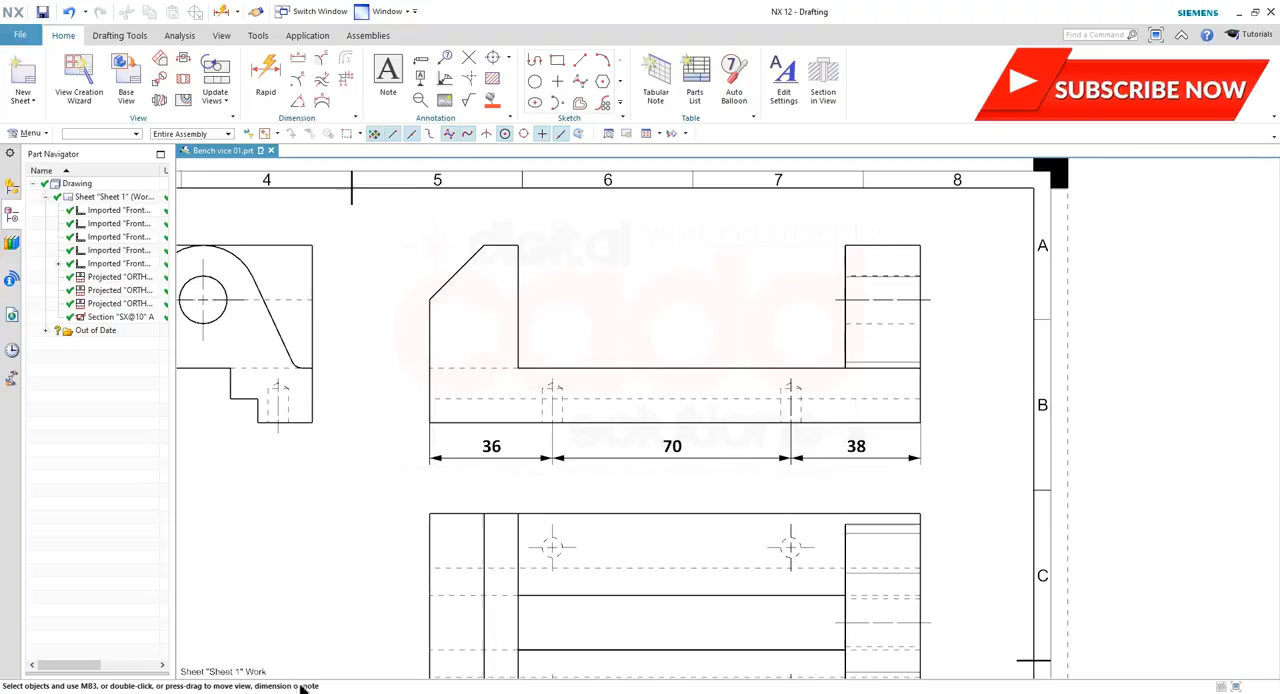 NX
Switch Window
Window
NX 12 - Drafting
SIEMENS
File
Home
Drafting Tools
Analysis
View
Tools
Application
Assemblies
Find a Command
Tutorials
New Sheet
View Creation Wizard
Base View
Update Views
Rapid
A
Note
Tabular Note
Parts List
7
Auto Balloon
Edit Settings
Section in View
SUBSCRIBE NOW
View
Dimension
Annotation
Sketch
Table
Menu
Entire Assembly
Part Navigator
Bench vice 01.prt
Name
Drawing
Sheet "Sheet 1" (Wor...
Imported "Front...
Imported "Front...
Imported "Front...
Imported "Front...
Imported "Front...
Projected "ORTH...
Projected "ORTH...
Projected "ORTH...
Section "SX@10" A
Out of Date
4
5
6
7
8
A
B
C
digital
cadd
solutions
36
70
38
Sheet "Sheet 1" Work
Select objects and use MB3, or double-click, or press-drag to move view, dimension o note